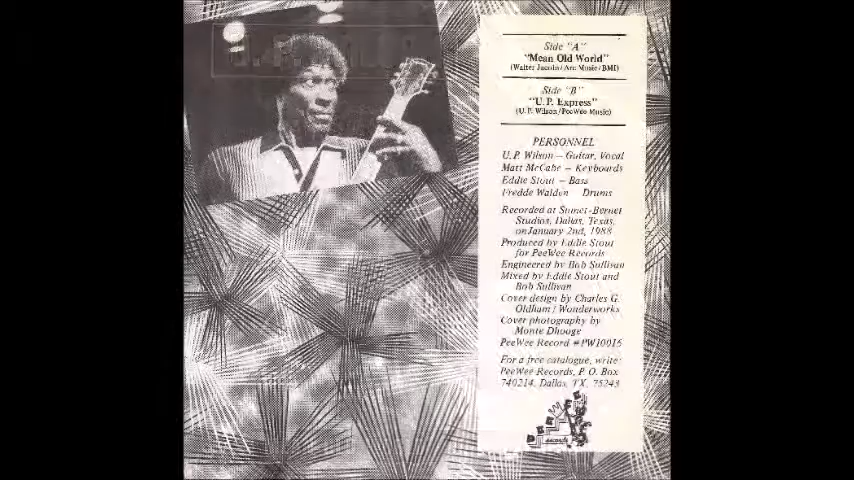 Side "A"
"Mean Old World"
(Walter Jacobs/Arc Music/BMI)
Side "B"
"U.P. Express"
(U.P. Wilson/PeeWee Music)
PERSONNEL
U.P. Wilson – Guitar, Vocal
Matt McCabe – Keyboards
Eddie Stout – Bass
Fredde Walden Drums
Recorded at Sumet-Bernet
Studios, Dallas, Texas,
on January 2nd, 1988
Produced by Eddie Stout
for PeeWee Records
Engineered by Bob Sullivan
Mixed by Eddie Stout and
Bob Sullivan
Cover design by Charles G.
Oldham / Wonderworks
Cover photography by
Monte Dhooge
PeeWee Record #PW10016
For a free catalogue, write:
PeeWee Records, P. O. Box
740214, Dallas, TX, 75243
records